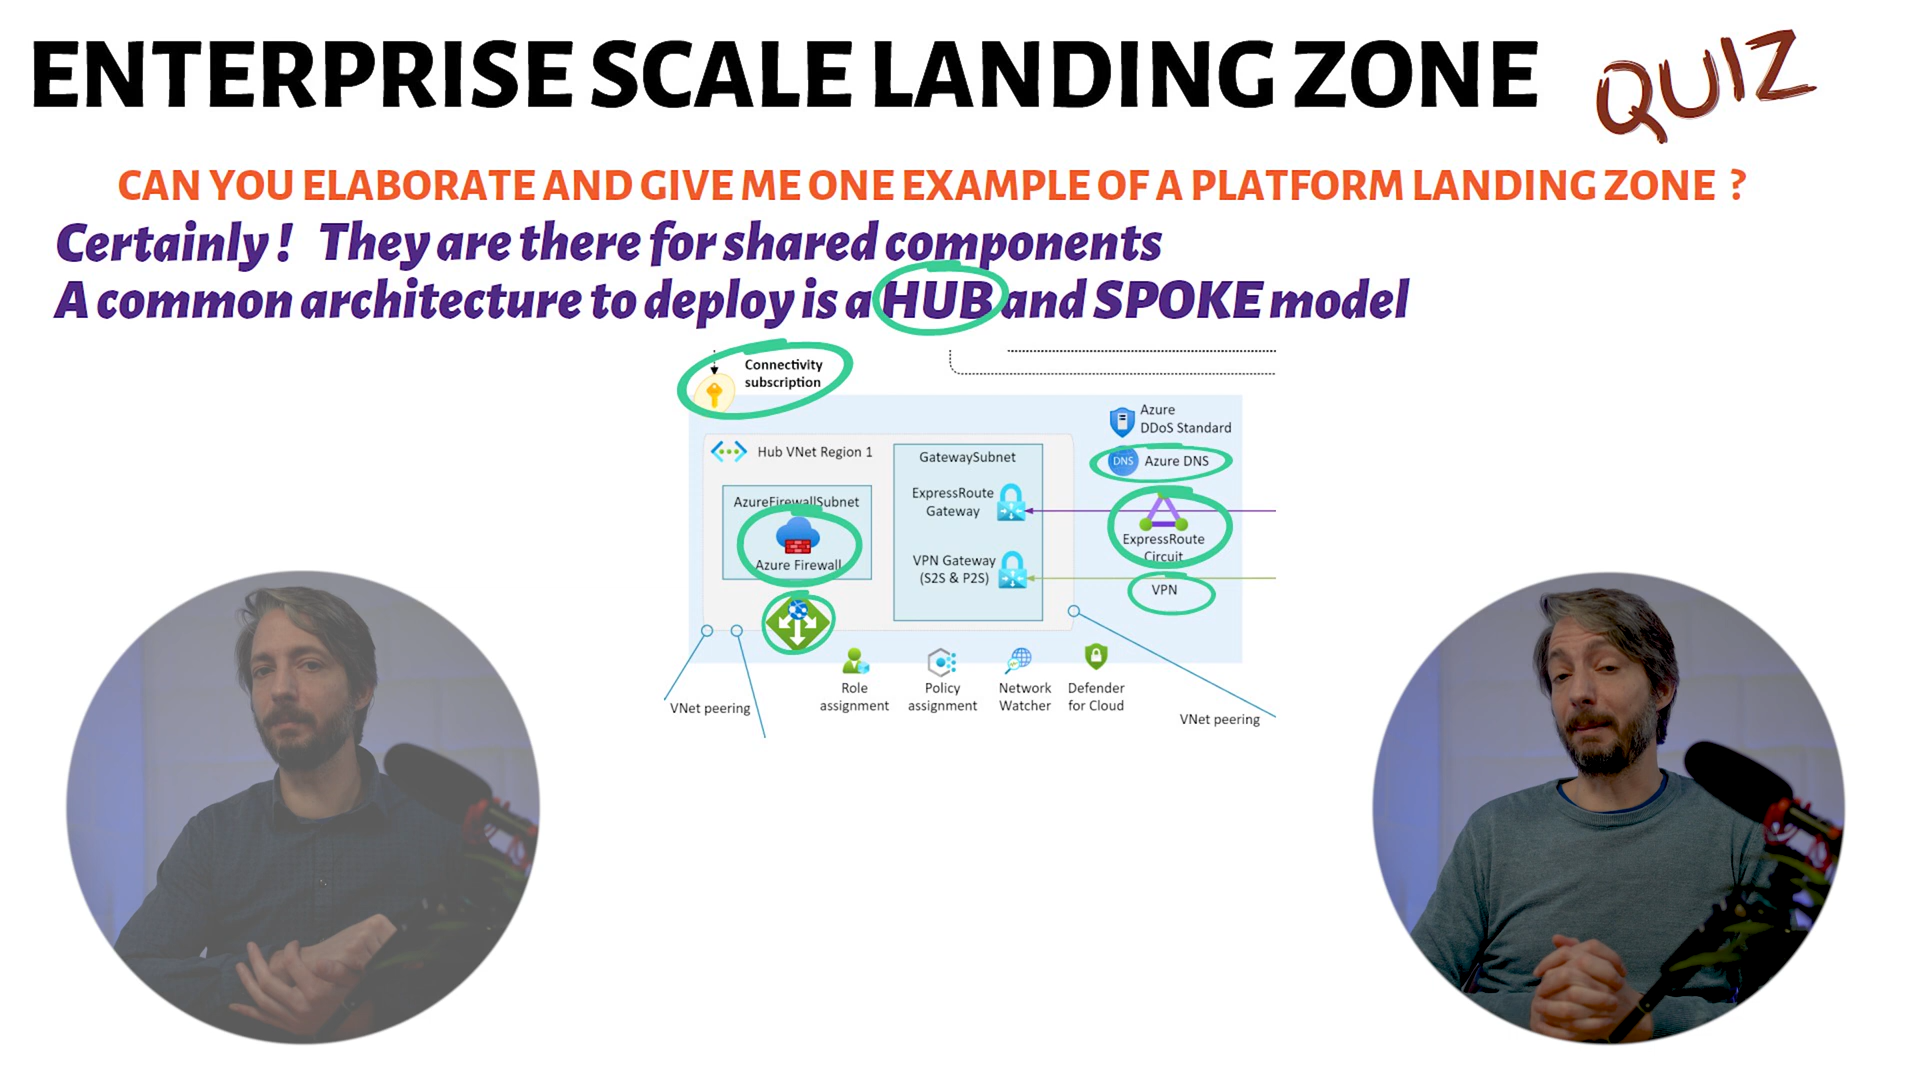 ENTERPRISE SCALE LANDING ZONE QUIZ
CAN YOU ELABORATE AND GIVE ME ONE EXAMPLE OF A PLATFORM LANDING ZONE ?
Certainly ! They are there for shared components
A common architecture to deploy is a HUB and SPOKE model
Connectivity
subscription
Hub VNet Region 1
AzureFirewallSubnet
Azure Firewall
GatewaySubnet
ExpressRoute
Gateway
VPN Gateway
(S2S & P2S)
Azure
DDoS Standard
DNS Azure DNS
ExpressRoute
Circuit
VPN
VNet peering
Role
assignment
Policy
assignment
Network
Watcher
Defender
for Cloud
VNet peering